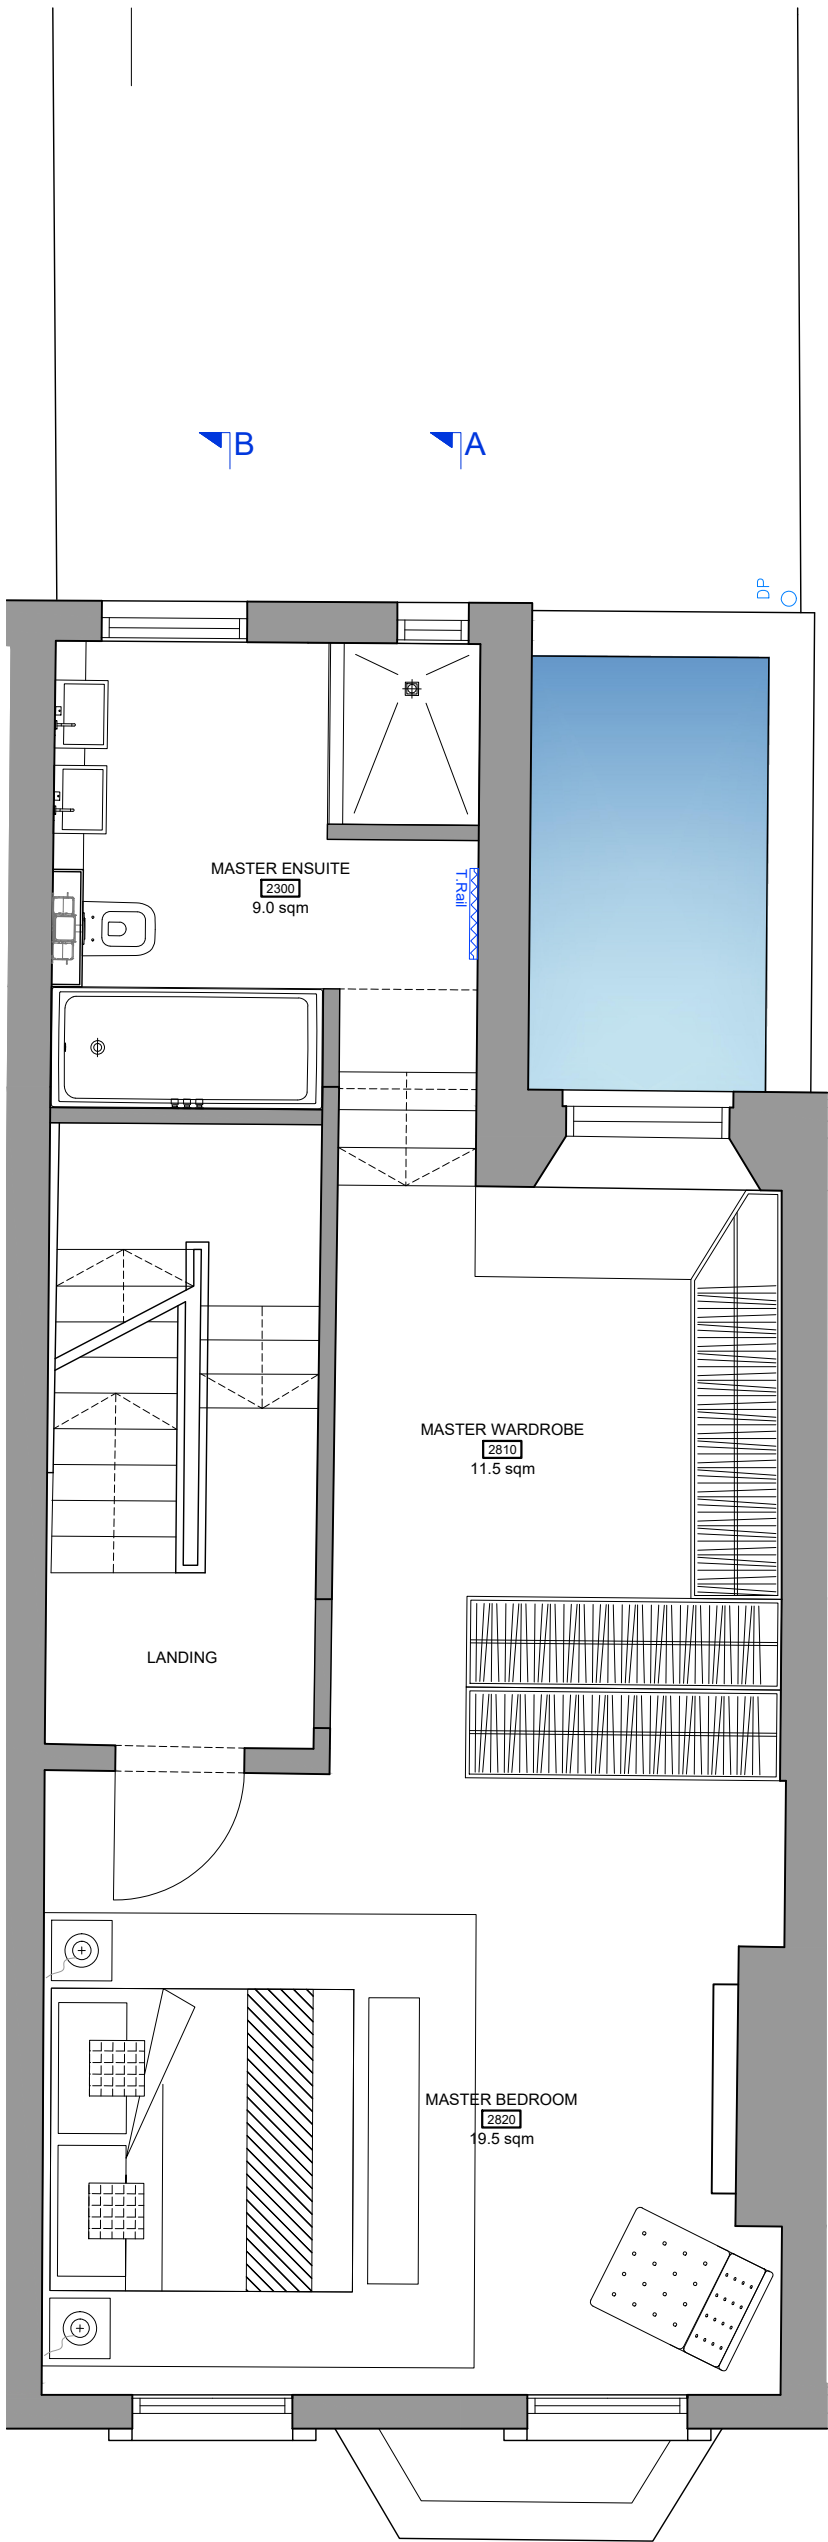 B
A
DP
MASTER ENSUITE
2300
9.0 sqm
T.Rail
MASTER WARDROBE
2810
11.5 sqm
LANDING
MASTER BEDROOM
2820
19.5 sqm